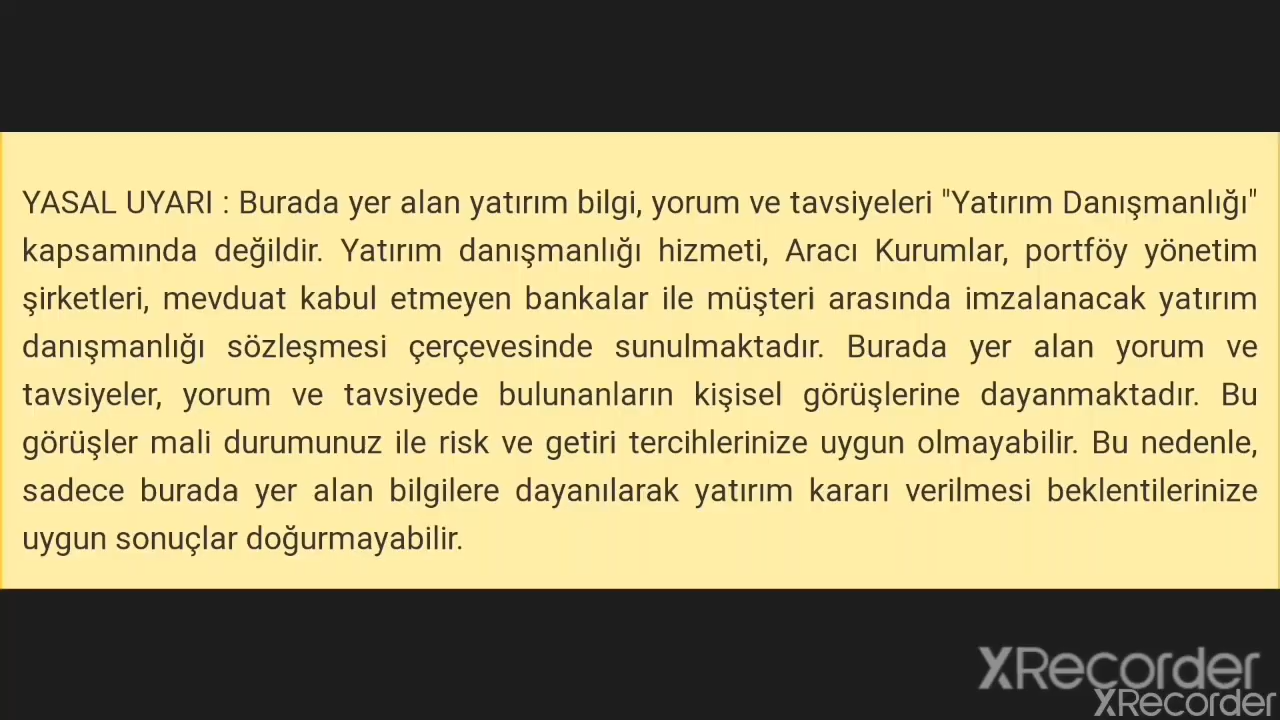 YASAL UYARI : Burada yer alan yatırım bilgi, yorum ve tavsiyeleri "Yatırım Danışmanlığı"
kapsamında değildir. Yatırım danışmanlığı hizmeti, Aracı Kurumlar, portföy yönetim
şirketleri, mevduat kabul etmeyen bankalar ile müşteri arasında imzalanacak yatırım
danışmanlığı sözleşmesi çerçevesinde sunulmaktadır. Burada yer alan yorum ve
tavsiyeler, yorum ve tavsiyede bulunanların kişisel görüşlerine dayanmaktadır. Bu
görüşler mali durumunuz ile risk ve getiri tercihlerinize uygun olmayabilir. Bu nedenle,
sadece burada yer alan bilgilere dayanılarak yatırım kararı verilmesi beklentilerinize
uygun sonuçlar doğurmayabilir.
XRecorder
XRecorder